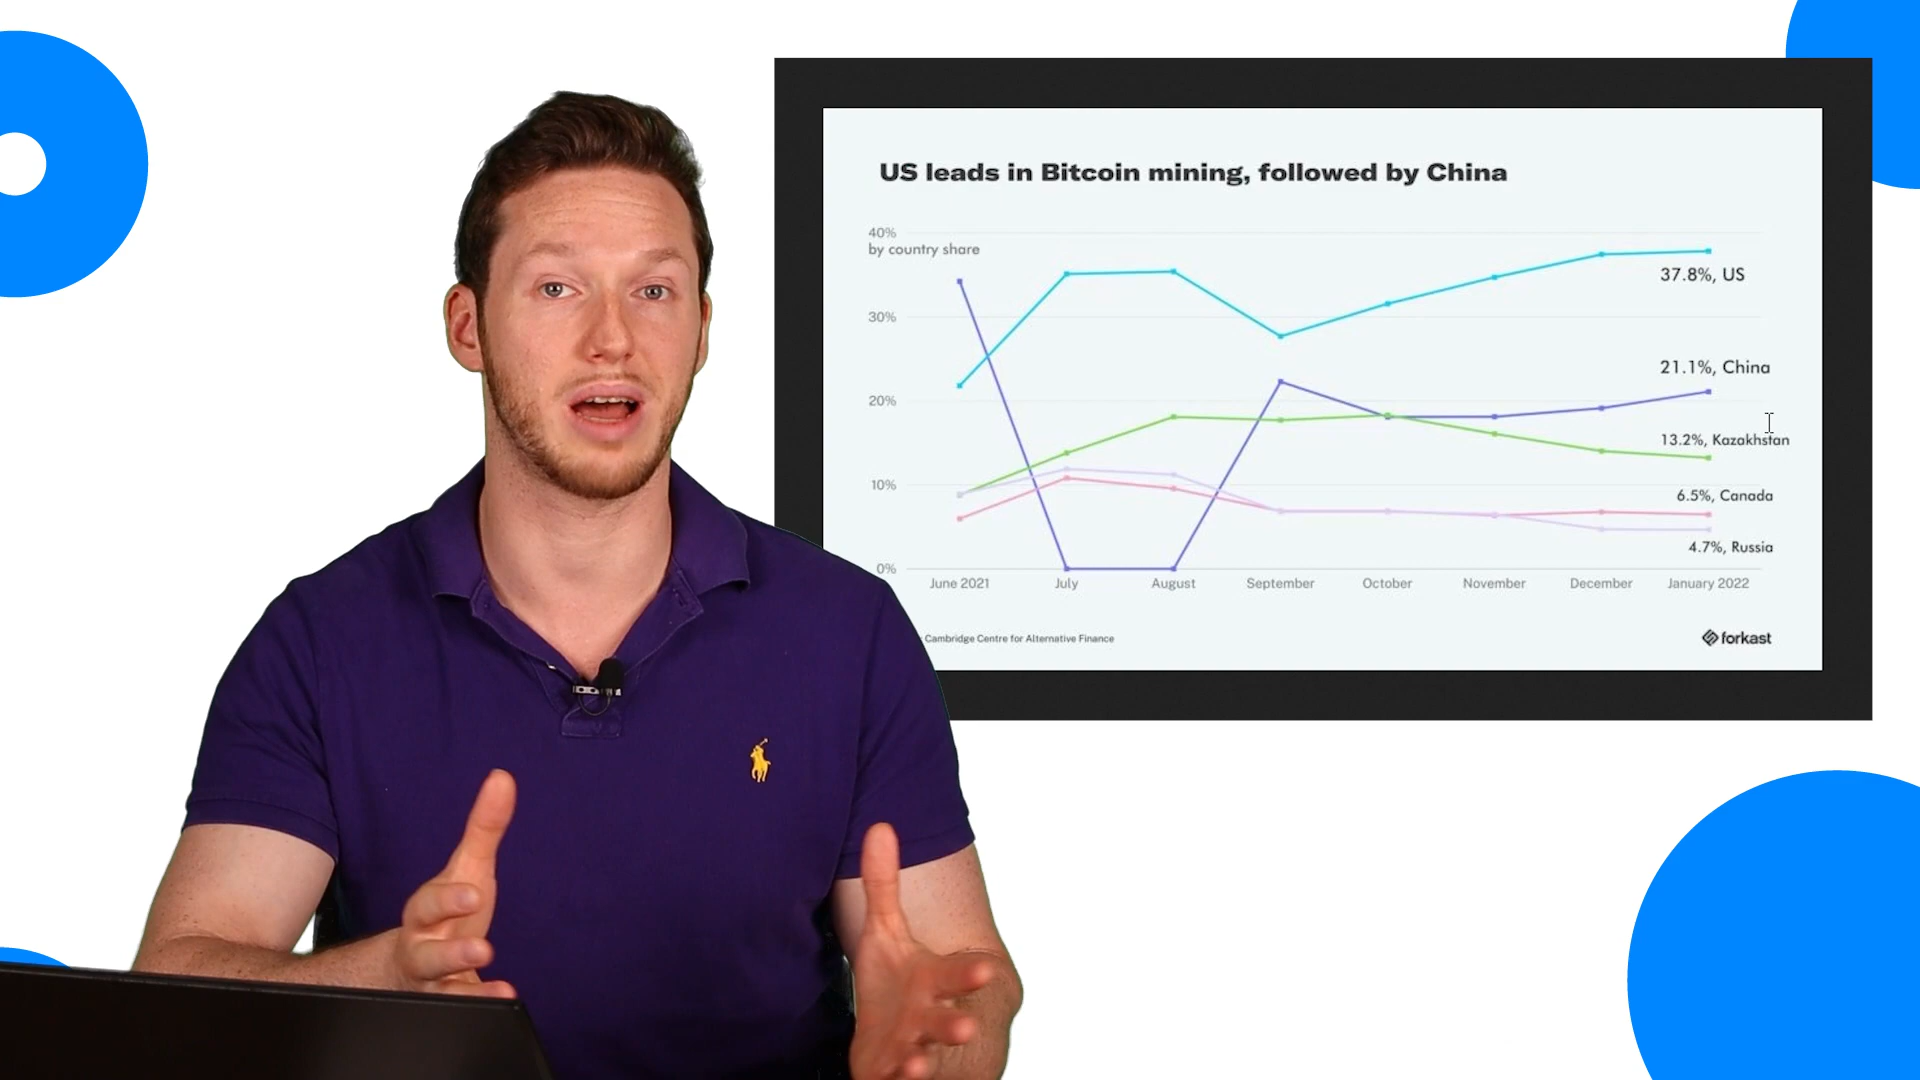 US leads in Bitcoin mining, followed by China
40%
by country share
37.8%, US
30%
21.1%, China
20%
13.2%, Kazakhstan
10%
6.5%, Canada
4.7%, Russia
0%
June 2021 July August September October November December January 2022
Cambridge Centre for Alternative Finance
forkast